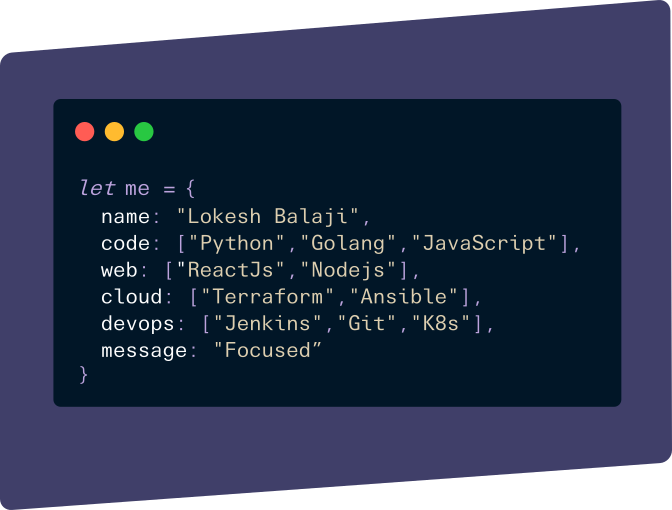 let me = {
name: "Lokesh Balaji",
code: ["Python","Golang","JavaScript"],
web: ["ReactJs","Nodejs"],
cloud: ["Terraform","Ansible"],
devops: ["Jenkins","Git","K8s"],
message: "Focused”
}